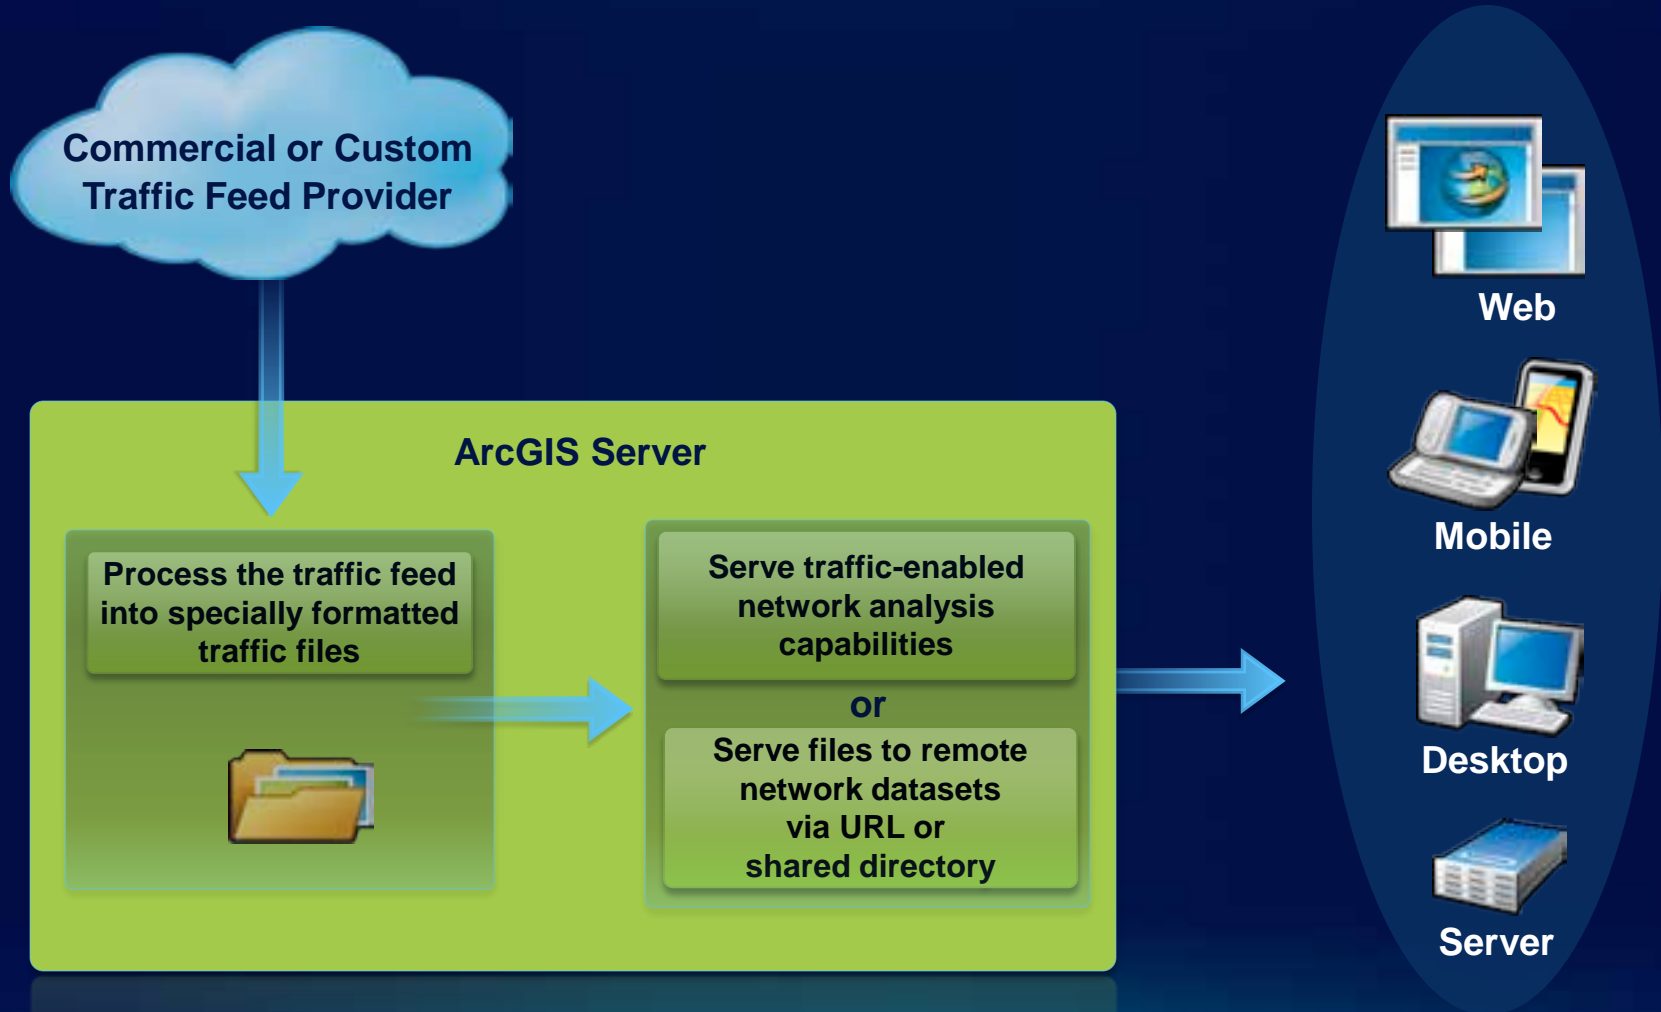 Commercial or Custom
Traffic Feed Provider
ArcGIS Server
Process the traffic feed
into specially formatted
traffic files
Serve traffic-enabled
network analysis
capabilities
or
Serve files to remote
network datasets
via URL or
shared directory
Web
Mobile
Desktop
Server